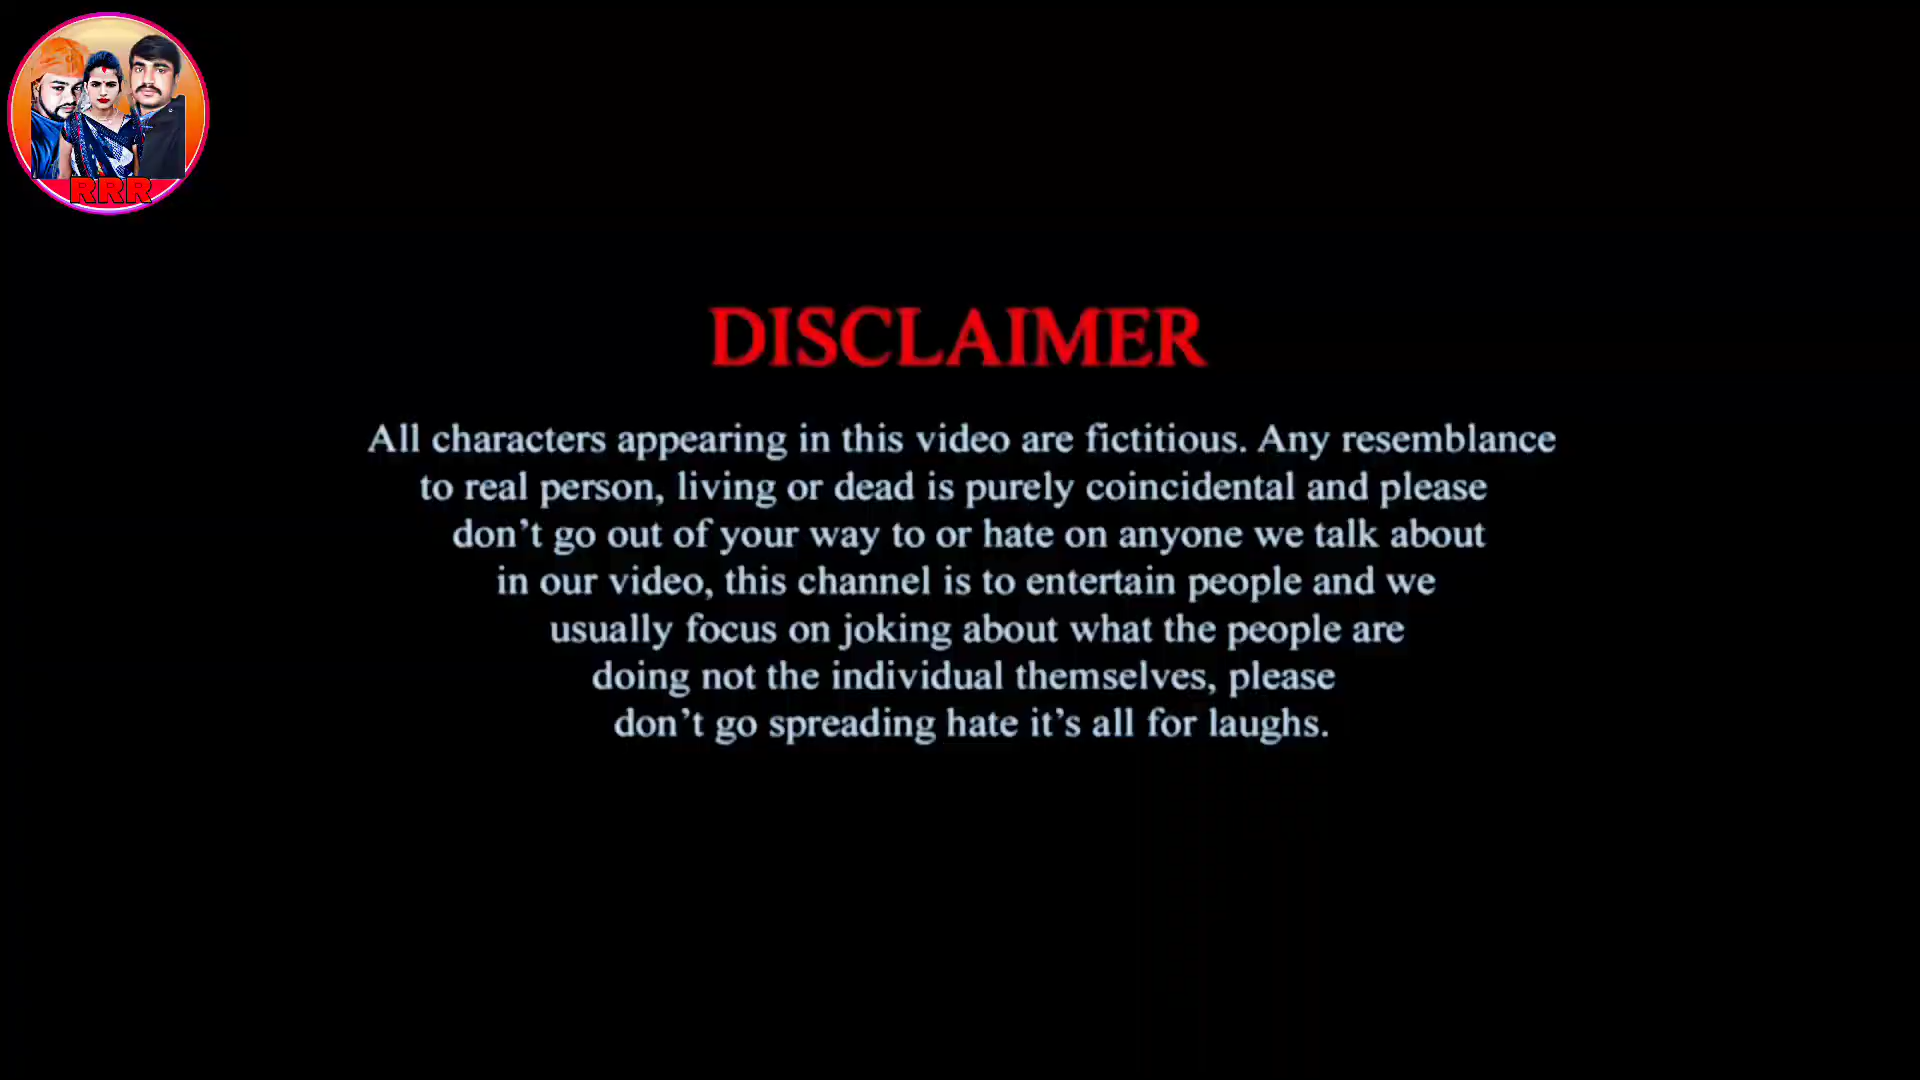 RRR
DISCLAIMER
All characters appearing in this video are fictitious. Any resemblance
to real person, living or dead is purely coincidental and please
don’t go out of your way to or hate on anyone we talk about
in our video, this channel is to entertain people and we
usually focus on joking about what the people are
doing not the individual themselves, please
don’t go spreading hate it’s all for laughs.